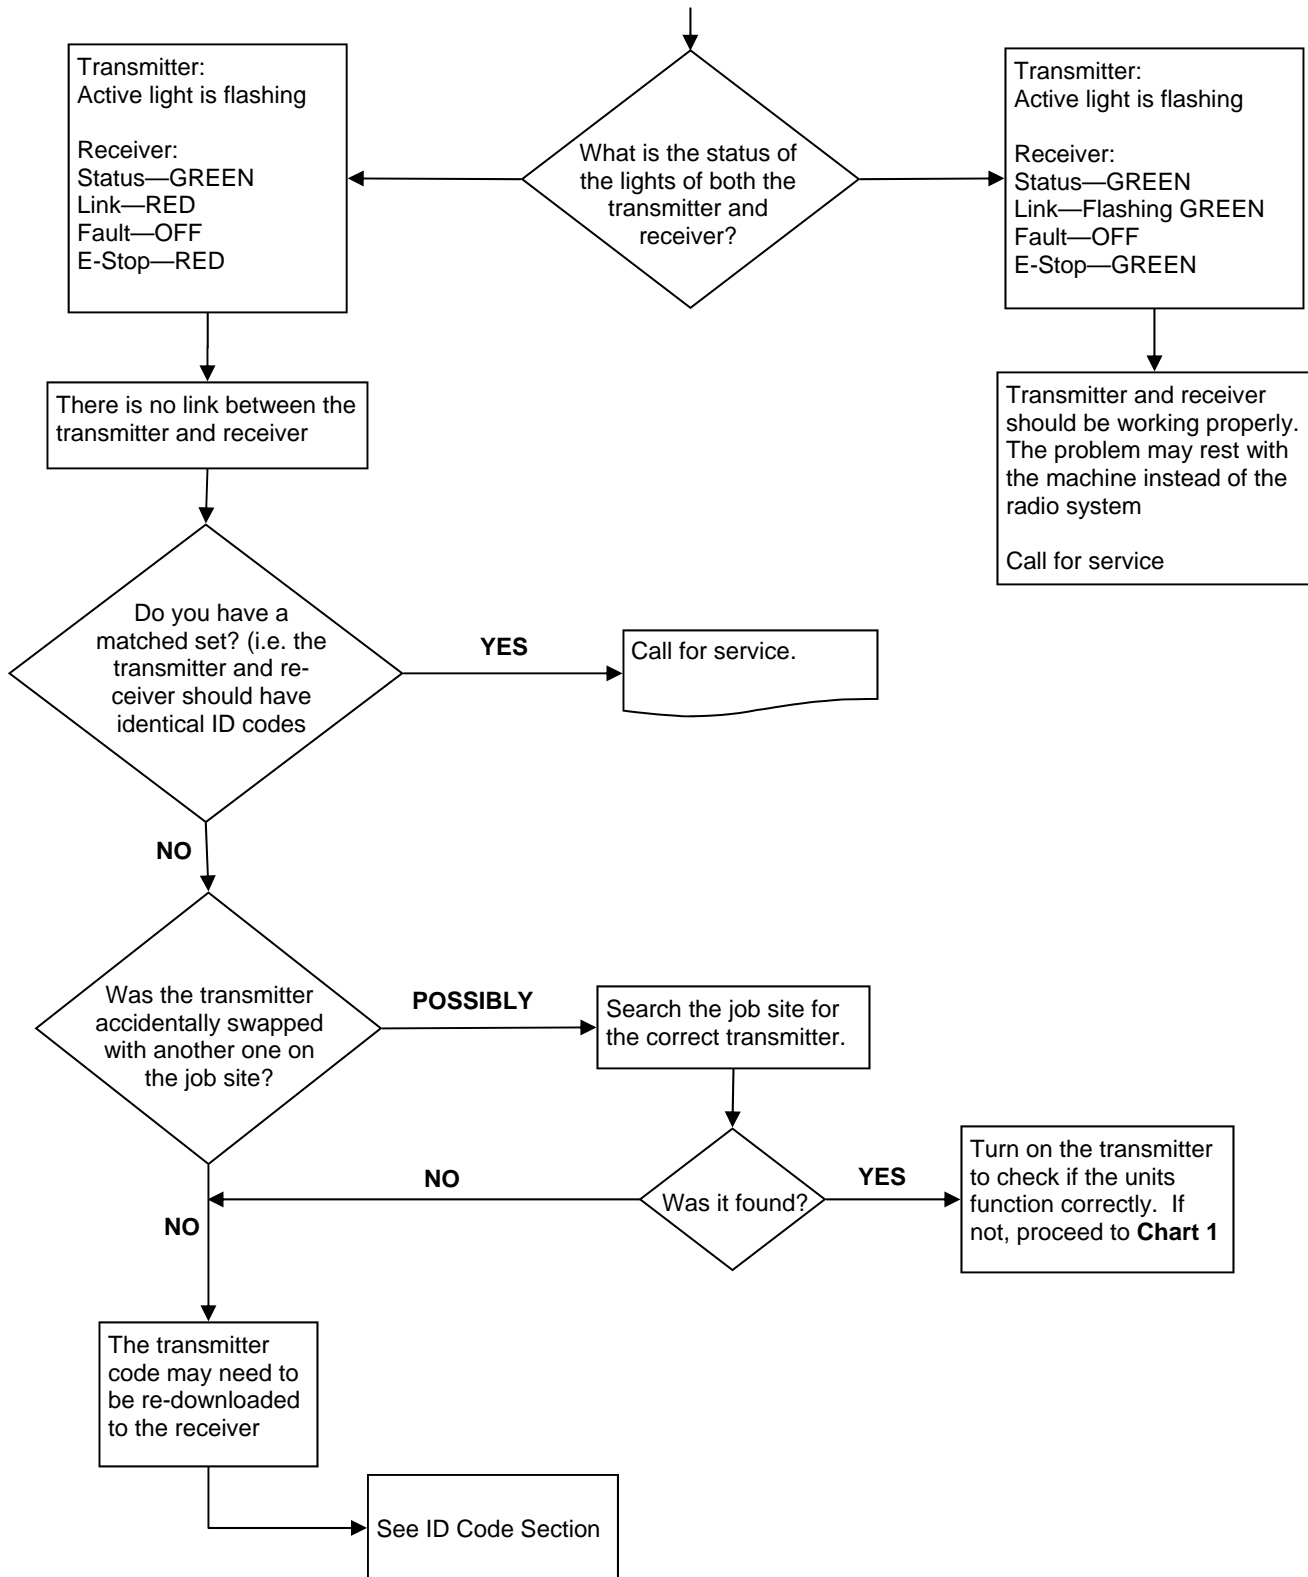 Transmitter:
Active light is flashing
Receiver:
Status—GREEN
Link—RED
Fault—OFF
E-Stop—RED
What is the status of
the lights of both the
transmitter and
receiver?
Transmitter:
Active light is flashing
Receiver:
Status—GREEN
Link—Flashing GREEN
Fault—OFF
E-Stop—GREEN
There is no link between the
transmitter and receiver
Transmitter and receiver
should be working properly.
The problem may rest with
the machine instead of the
radio system
Call for service
Do you have a
matched set? (i.e. the
transmitter and re-
ceiver should have
identical ID codes
YES
Call for service.
NO
Was the transmitter
accidentally swapped
with another one on
the job site?
POSSIBLY
Search the job site for
the correct transmitter.
Was it found?
YES
Turn on the transmitter
to check if the units
function correctly.  If
not, proceed to Chart 1
NO
NO
The transmitter
code may need to
be re-downloaded
to the receiver
See ID Code Section